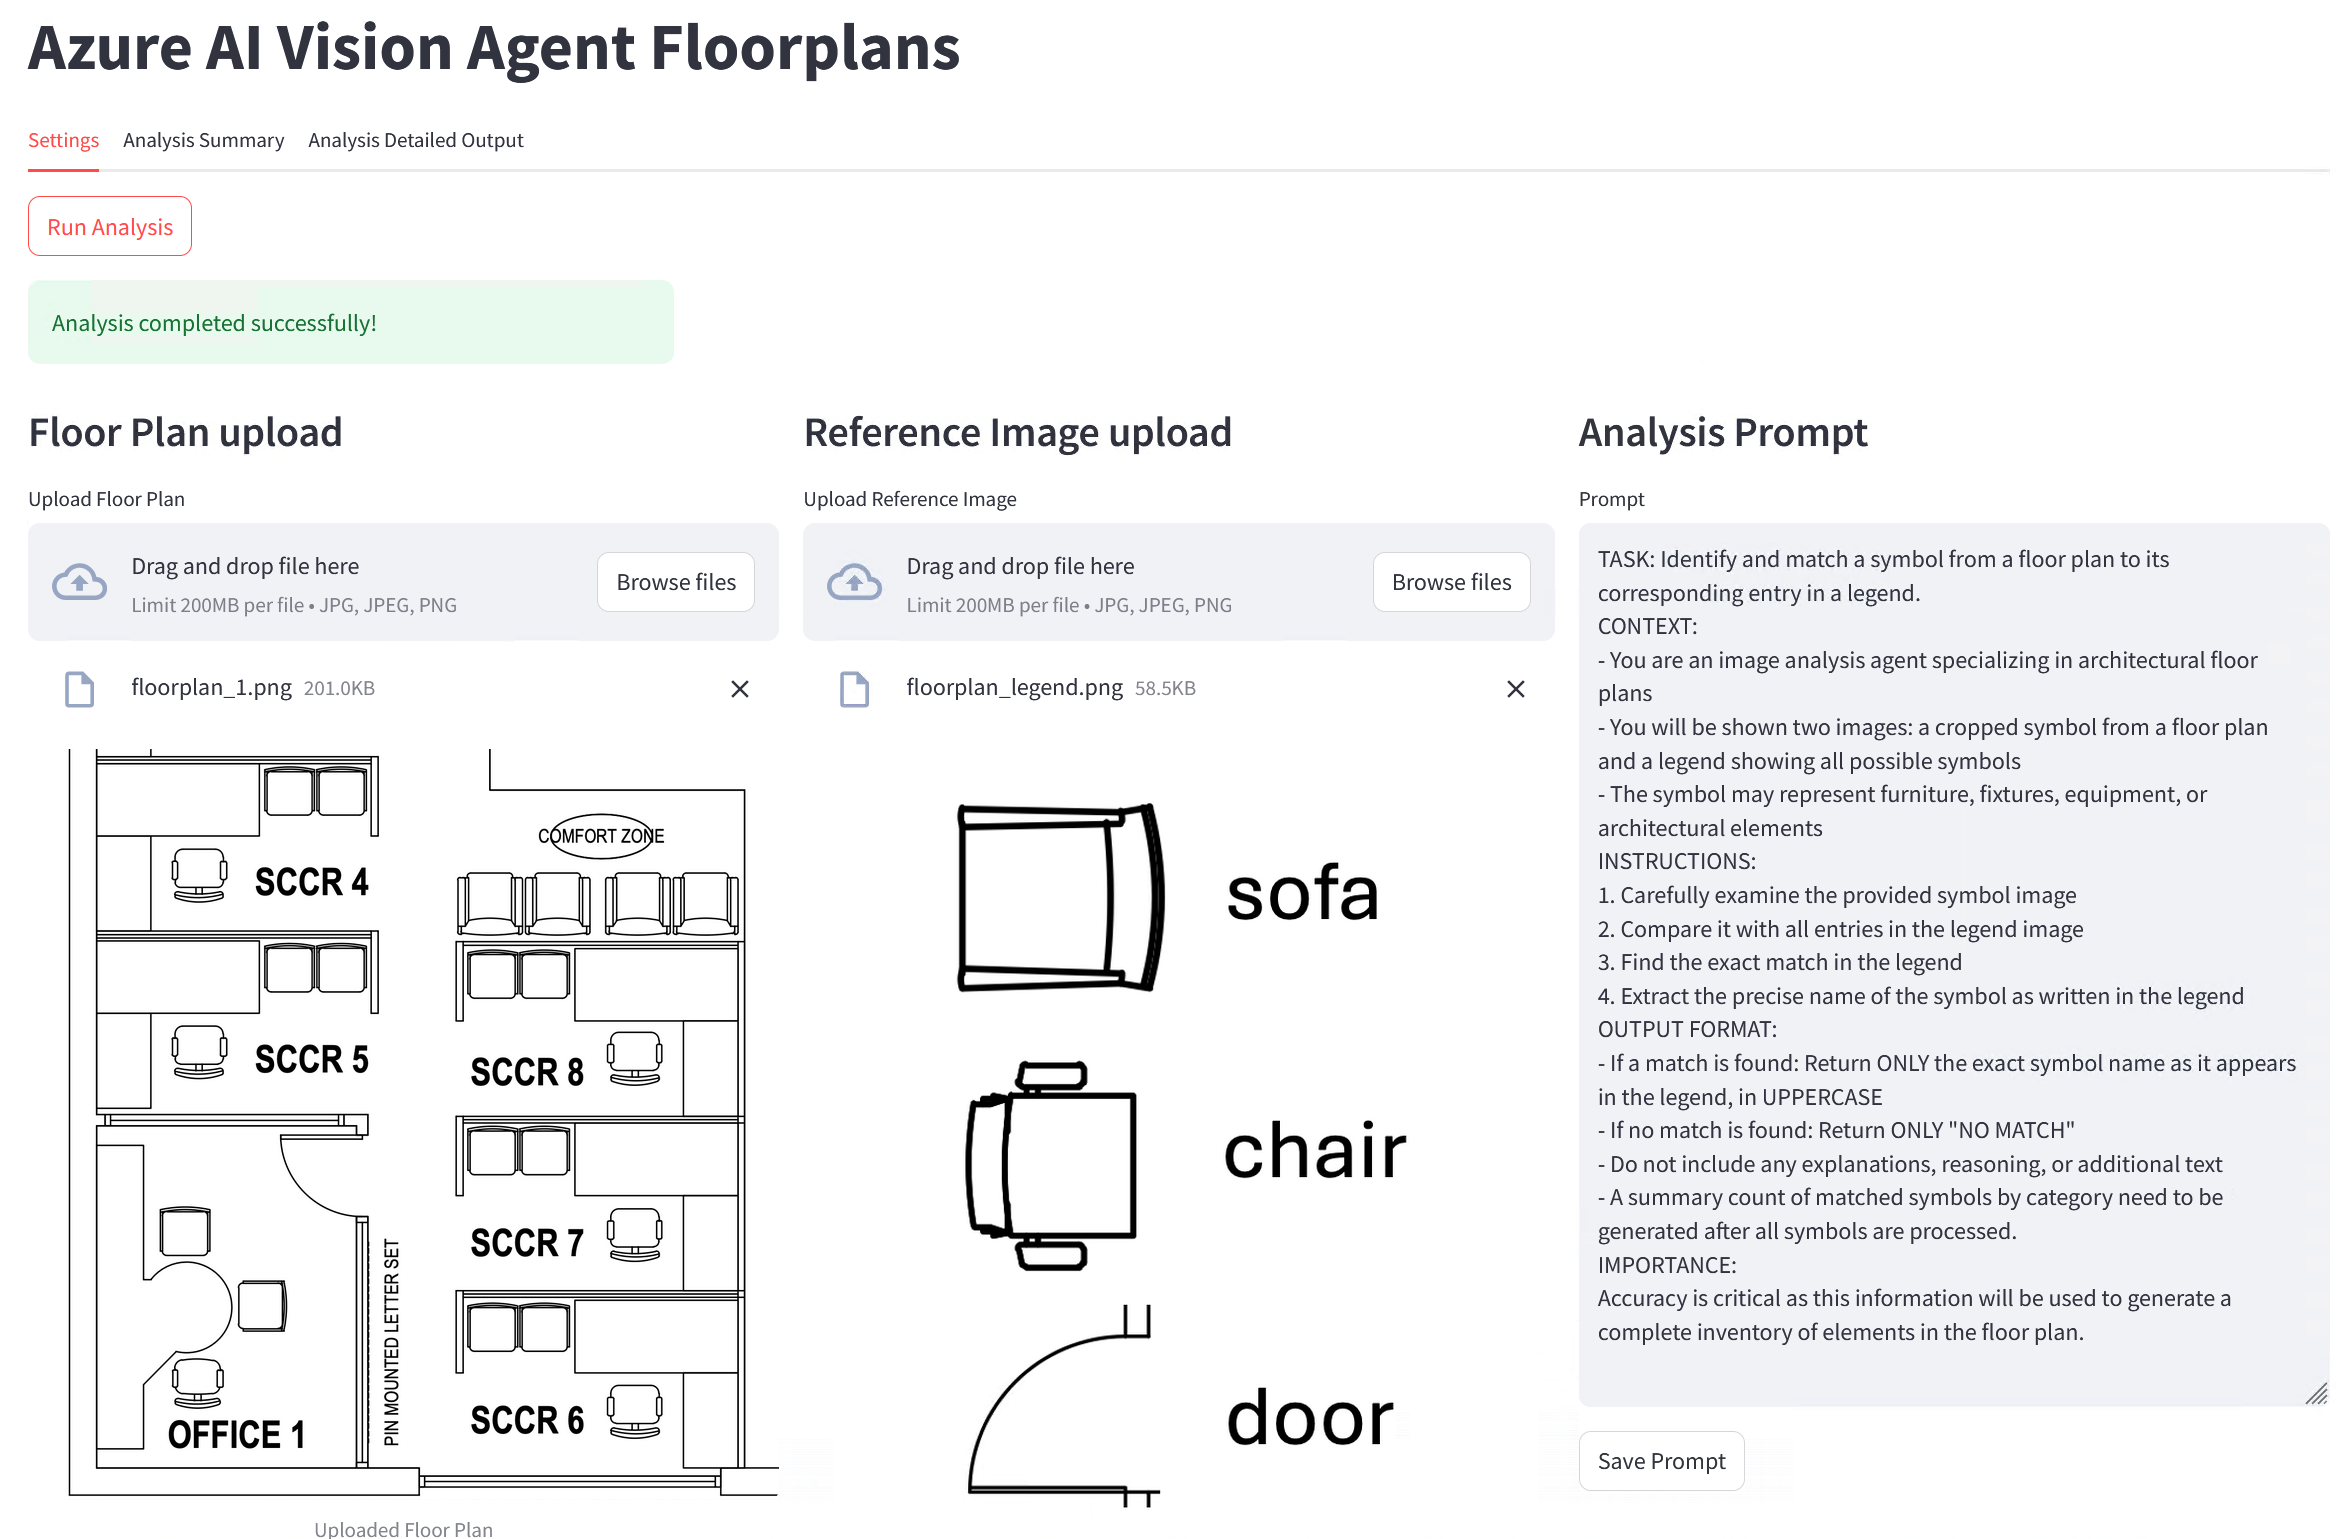 Azure AI Vision Agent Floorplans
Settings
Analysis Summary
Analysis Detailed Output
Run Analysis
Analysis completed successfully!
Floor Plan upload
Upload Floor Plan
Drag and drop file here
Limit 200MB per file • JPG, JPEG, PNG
Browse files
floorplan_1.png 201.0KB
COMFORT ZONE
SCCR 4
SCCR 5
SCCR 8
SCCR 7
SCCR 6
PIN MOUNTED LETTER SET
OFFICE 1
Uploaded Floor Plan
Reference Image upload
Upload Reference Image
Drag and drop file here
Limit 200MB per file • JPG, JPEG, PNG
Browse files
floorplan_legend.png 58.5KB
sofa
chair
door
Analysis Prompt
Prompt
TASK: Identify and match a symbol from a floor plan to its
corresponding entry in a legend.
CONTEXT:
- You are an image analysis agent specializing in architectural floor
plans
- You will be shown two images: a cropped symbol from a floor plan
and a legend showing all possible symbols
- The symbol may represent furniture, fixtures, equipment, or
architectural elements
INSTRUCTIONS:
1. Carefully examine the provided symbol image
2. Compare it with all entries in the legend image
3. Find the exact match in the legend
4. Extract the precise name of the symbol as written in the legend
OUTPUT FORMAT:
- If a match is found: Return ONLY the exact symbol name as it appears
in the legend, in UPPERCASE
- If no match is found: Return ONLY "NO MATCH"
- Do not include any explanations, reasoning, or additional text
- A summary count of matched symbols by category need to be
generated after all symbols are processed.
IMPORTANCE:
Accuracy is critical as this information will be used to generate a
complete inventory of elements in the floor plan.
Save Prompt